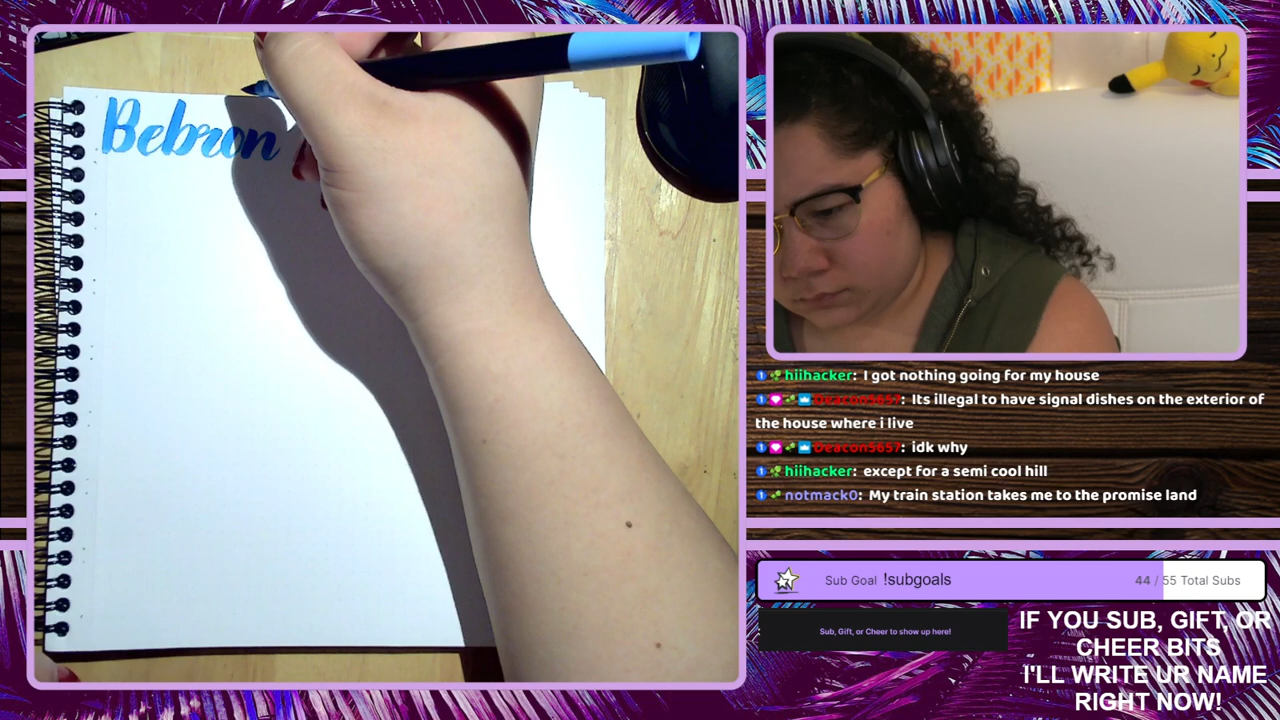 Bebron
hiihacker: I got nothing going for my house
Deacon5657: Its illegal to have signal dishes on the exterior of
the house where i live
Deacon5657: idk why
hiihacker: except for a semi cool hill
notmack0: My train station takes me to the promise land
Sub Goal !subgoals 44 / 55 Total Subs
Sub, Gift, or Cheer to show up here!
IF YOU SUB, GIFT, OR
CHEER BITS
I'LL WRITE UR NAME
RIGHT NOW!